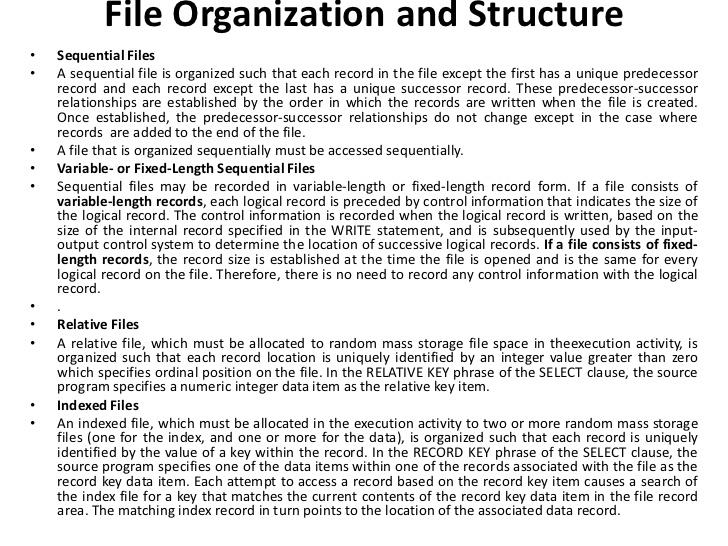 File Organization and Structure
• Sequential Files
• A sequential file is organized such that each record in the file except the first has a unique predecessor
record and each record except the last has a unique successor record. These predecessor-successor
relationships are established by the order in which the records are written when the file is created.
Once established, the predecessor-successor relationships do not change except in the case where
records are added to the end of the file.
• A file that is organized sequentially must be accessed sequentially.
• Variable- or Fixed-Length Sequential Files
• Sequential files may be recorded in variable-length or fixed-length record form. If a file consists of
variable-length records, each logical record is preceded by control information that indicates the size of
the logical record. The control information is recorded when the logical record is written, based on the
size of the internal record specified in the WRITE statement, and is subsequently used by the input-
output control system to determine the location of successive logical records. If a file consists of fixed-
length records, the record size is established at the time the file is opened and is the same for every
logical record on the file. Therefore, there is no need to record any control information with the logical
record.
• .
• Relative Files
• A relative file, which must be allocated to random mass storage file space in theexecution activity, is
organized such that each record location is uniquely identified by an integer value greater than zero
which specifies ordinal position on the file. In the RELATIVE KEY phrase of the SELECT clause, the source
program specifies a numeric integer data item as the relative key item.
• Indexed Files
• An indexed file, which must be allocated in the execution activity to two or more random mass storage
files (one for the index, and one or more for the data), is organized such that each record is uniquely
identified by the value of a key within the record. In the RECORD KEY phrase of the SELECT clause, the
source program specifies one of the data items within one of the records associated with the file as the
record key data item. Each attempt to access a record based on the record key item causes a search of
the index file for a key that matches the current contents of the record key data item in the file record
area. The matching index record in turn points to the location of the associated data record.